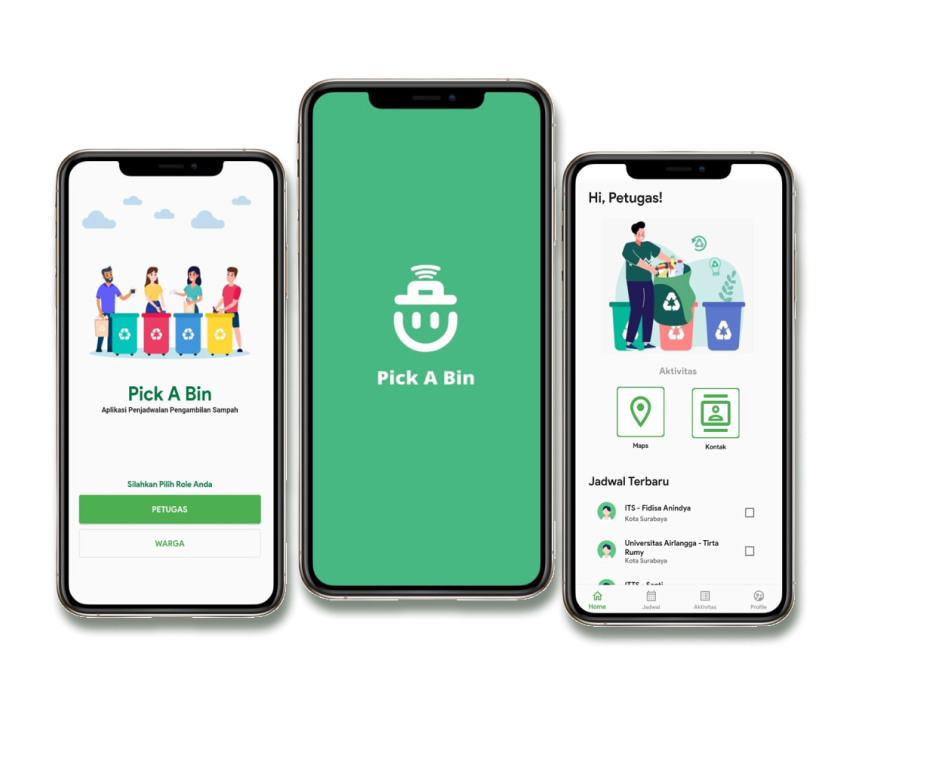 Pick A Bin
Aplikasi Penjadwalan Pengambilan Sampah
Silahkan Pilih Role Anda
PETUGAS
WARGA
Pick A Bin
Hi, Petugas!
Aktivitas
Maps
Kontak
Jadwal Terbaru
ITS - Fidisa Anindya
Kota Surabaya
Universitas Airlangga - Tirta
Rumy
Kota Surabaya
ITTS - Santi
Home
Jadwal
Aktivitas
Profile